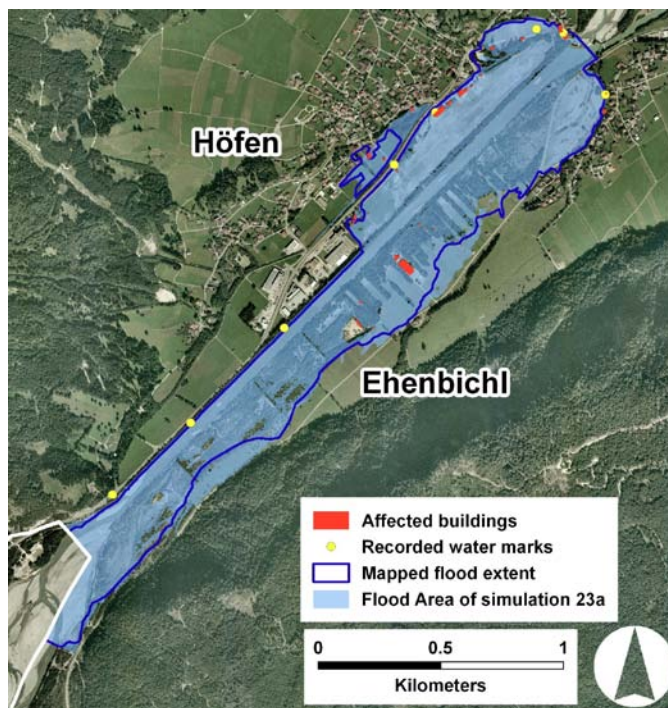 Höfen
Ehenbichl
Affected buildings
Recorded water marks
Mapped flood extent
Flood Area of simulation 23a
0 0.5 1
Kilometers